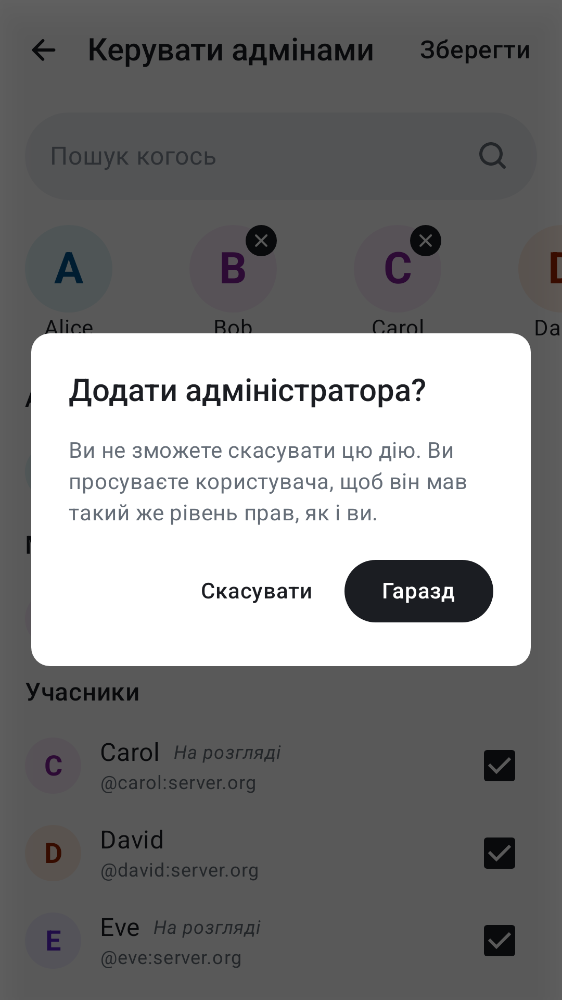 Керувати адмінами
Зберегти
Пошук когось
A
B
C
Alice
Bob
Carol
Da
Додати адміністратора?
Ви не зможете скасувати цю дію. Ви
просуваєте користувача, щоб він мав
такий же рівень прав, як і ви.
Скасувати
Гаразд
Учасники
C
Carol На розгляді
@carol:server.org
D
David
@david:server.org
E
Eve На розгляді
@eve:server.org